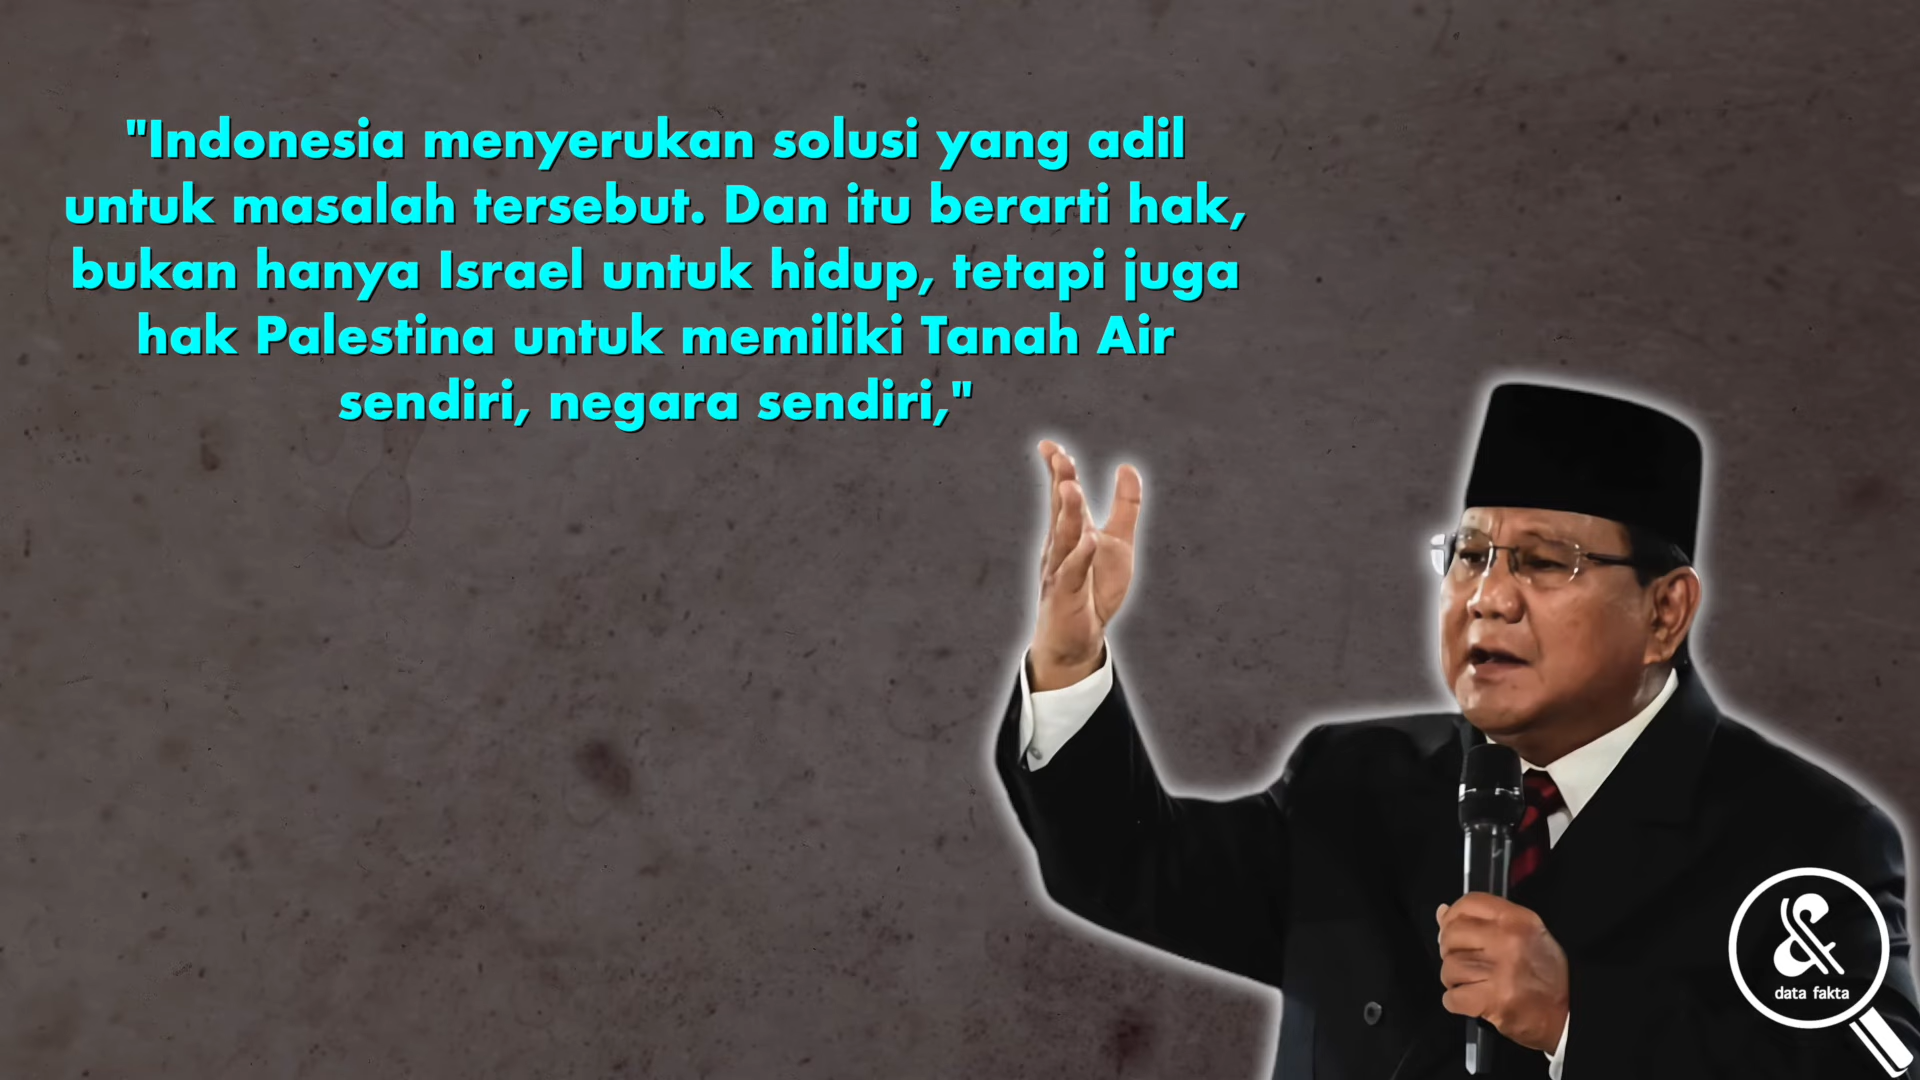 "Indonesia menyerukan solusi yang adil
untuk masalah tersebut. Dan itu berarti hak,
bukan hanya Israel untuk hidup, tetapi juga
hak Palestina untuk memiliki Tanah Air
sendiri, negara sendiri,"
&
data fakta